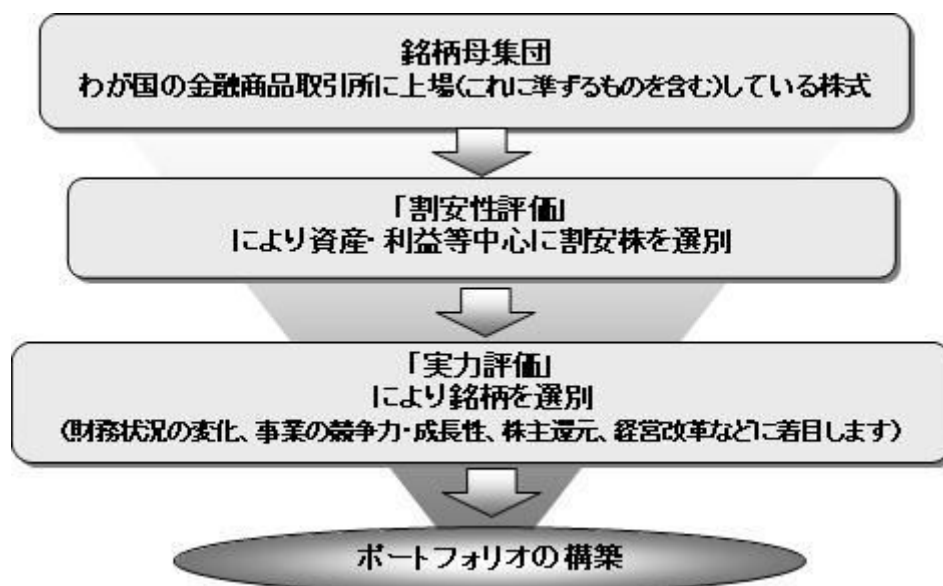 銘柄母集団
わが国の金融商品取引所に上場(これに準ずるものを含む)している株式
「割安性評価」
により資産・利益等中心に割安株を選別
「実力評価」
により銘柄を選別
(財務状況の変化、事業の競争力・成長性、株主還元、経営改革などに着目します)
ポートフォリオの構築